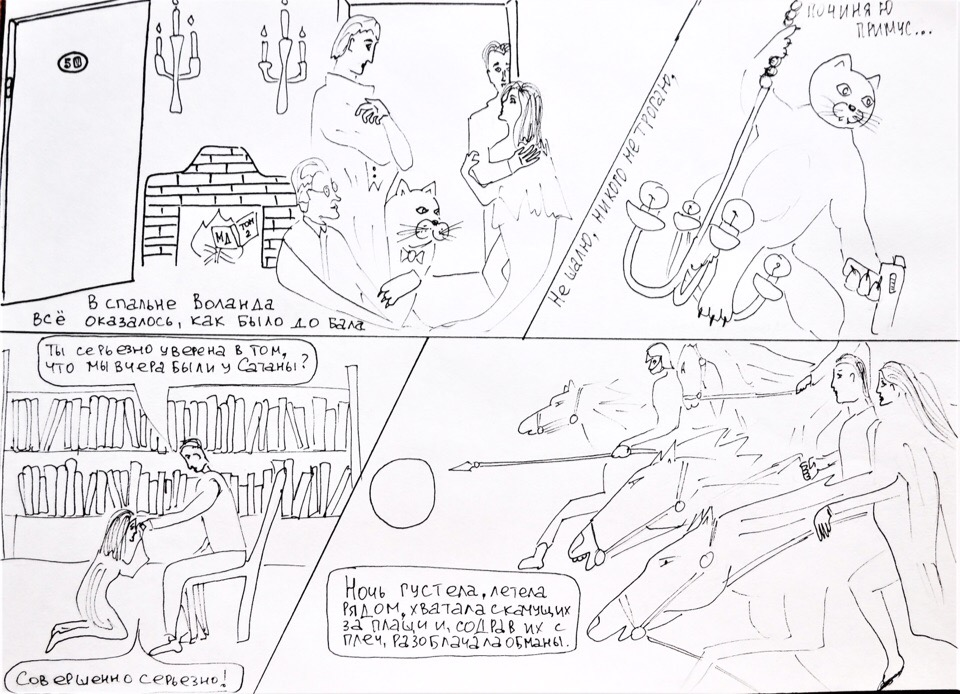 50
МД
ТОМ
2
В спальне Воланда
всё оказалось, как было до бала
Не шалю, никого не трогаю,
починяю
примус...
Ты серьезно уверена в том,
что мы вчера были у Сатаны?
Совершенно серьезно!
Ночь густела, летела
рядом, хватала скачущих
за плащи и, содрав их с
плеч, разоблачала обманы.